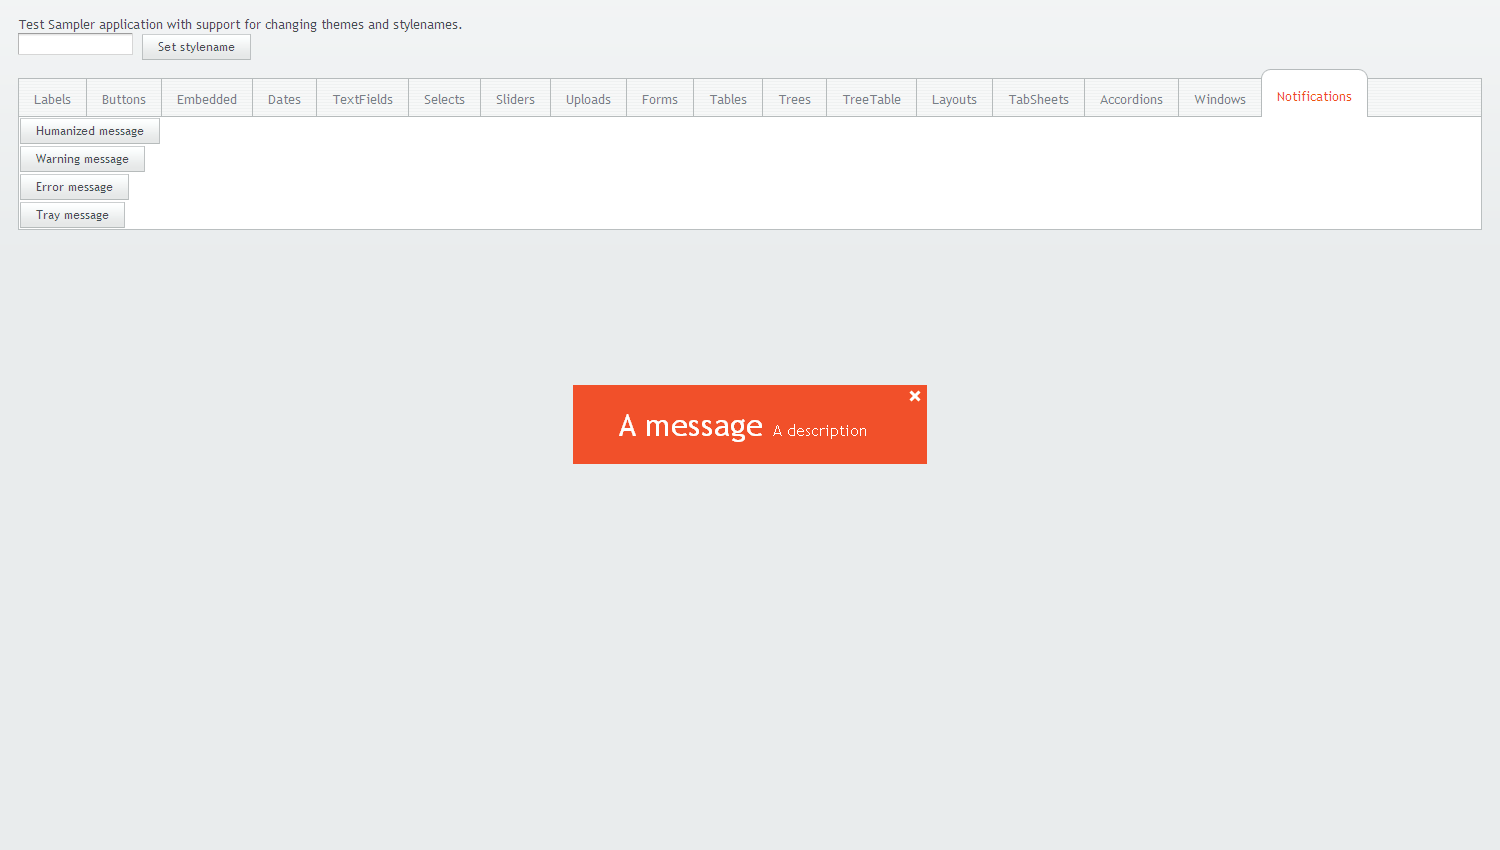 Test Sampler application with support for changing themes and stylenames.
Set stylename
Labels Buttons Embedded Dates TextFields Selects Sliders Uploads Forms Tables Trees TreeTable Layouts TabSheets Accordions Windows Notifications
Humanized message
Warning message
Error message
Tray message
A message A description